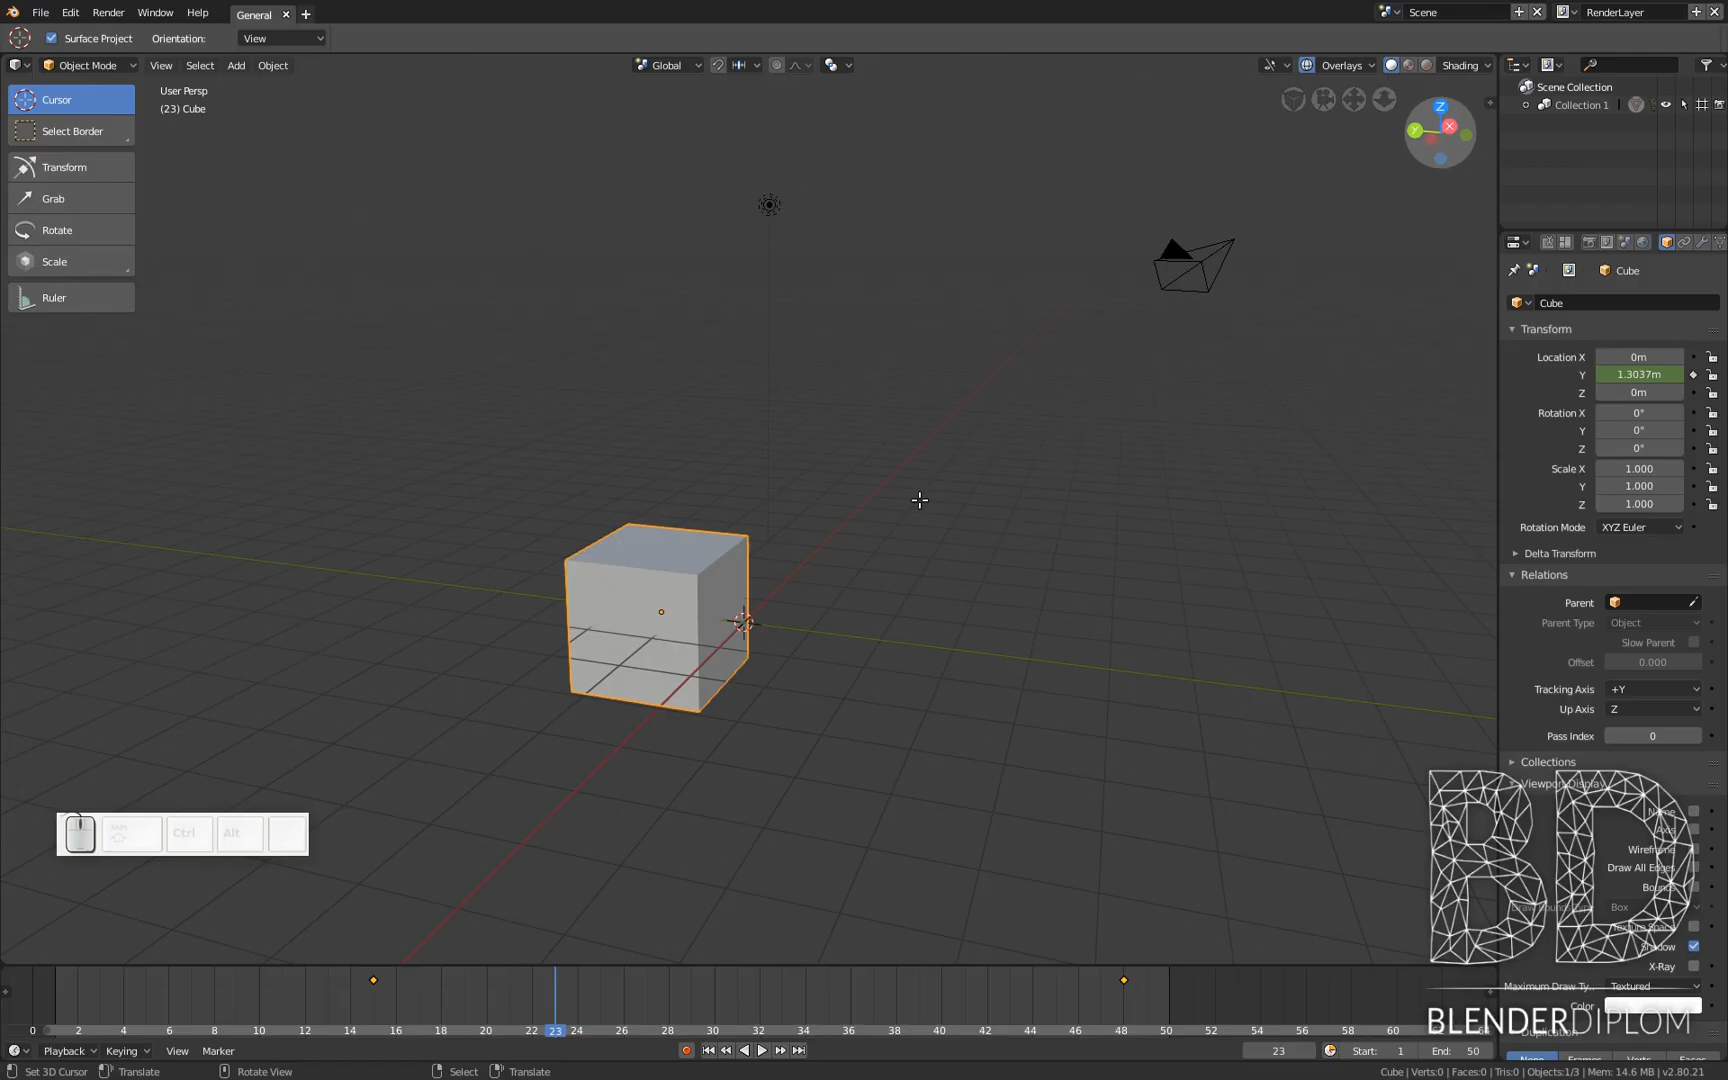 File Edit Render Window Help General
Scene RenderLayer
Surface Project Orientation: View
Object Mode View Select Add Object Global Overlays Shading
Cursor
Select Border
Transform
Grab
Rotate
Scale
Ruler
User Persp
(23) Cube
Z
Y
X
Scene Collection
Collection 1
Cube
Cube
Transform
Location X 0m
Y 1.3037m
Z 0m
Rotation X 0°
Y 0°
Z 0°
Scale X 1.000
Y 1.000
Z 1.000
Rotation Mode XYZ Euler
Delta Transform
Relations
Parent
Parent Type Object
Slow Parent
Offset 0.000
Tracking Axis +Y
Up Axis Z
Pass Index 0
Collections
Viewport Display
Name
Axis
Wireframe
Draw All Edges
Bounds
Box
Texture Space
Shadow
X-Ray
Maximum Draw Ty.. Textured
Color
Duplication
None Frames Verts Faces
BD
BLENDERDIPLOM
Shift Ctrl Alt
0 2 4 6 8 10 12 14 16 18 20 22 23 24 26 28 30 32 34 36 38 40 42 44 46 48 50 52 54 56 58 60
Playback Keying View Marker 23 Start: 1 End: 50
Set 3D Cursor Translate Rotate View Select Translate Cube | Verts:0 | Faces:0 | Tris:0 | Objects:1/3 | Mem: 14.6 MB | v2.80.21